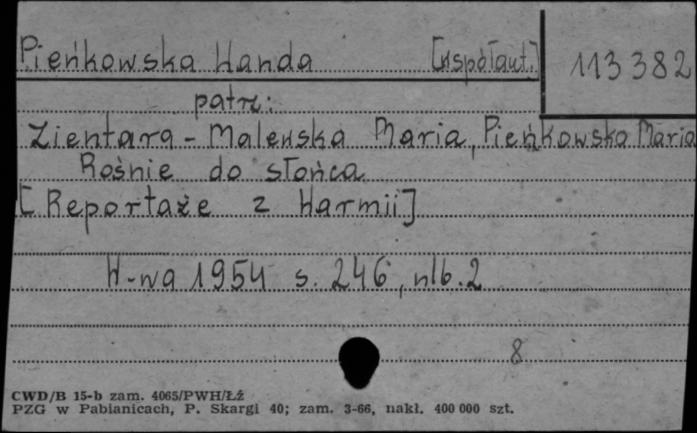 Pieńkowska Wanda [współaut.] 113382
patrz:
Zientara-Malewska Maria, Pieńkowska Maria
Rośnie do słońca
[Reportaże z Warmii]
W-wa 1954 s. 246, nlb. 2
8
CWD/B 15-b zam. 4065/PWH/Łź
PZG w Pabianicach, P. Skargi 40; zam. 3-66, nakł. 400 000 szt.